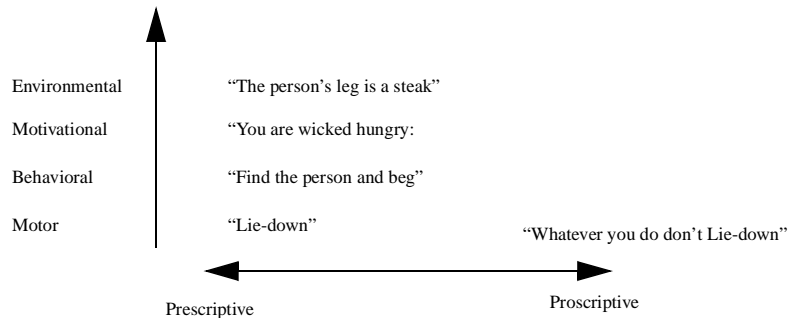 Environmental “The person’s leg is a steak”
Motivational “You are wicked hungry:
Behavioral “Find the person and beg”
Motor “Lie-down”
“Whatever you do don’t Lie-down”
Prescriptive Proscriptive